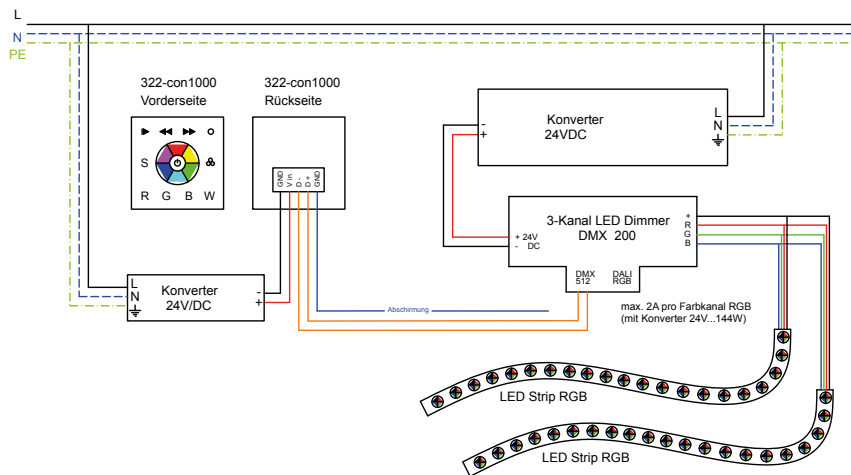 L
N
PE
322-con1000
Vorderseite
322-con1000
Rückseite
S
R G B W
GND
V in
D -
D +
GND
Konverter
24VDC
-
+
L
N
3-Kanal LED Dimmer
DMX 200
+ 24V
- DC
+
R
G
B
DMX
512
DALI
RGB
L
N
Konverter
24V/DC
-
+
Abschirmung
max. 2A pro Farbkanal RGB
(mit Konverter 24V...144W)
LED Strip RGB
LED Strip RGB